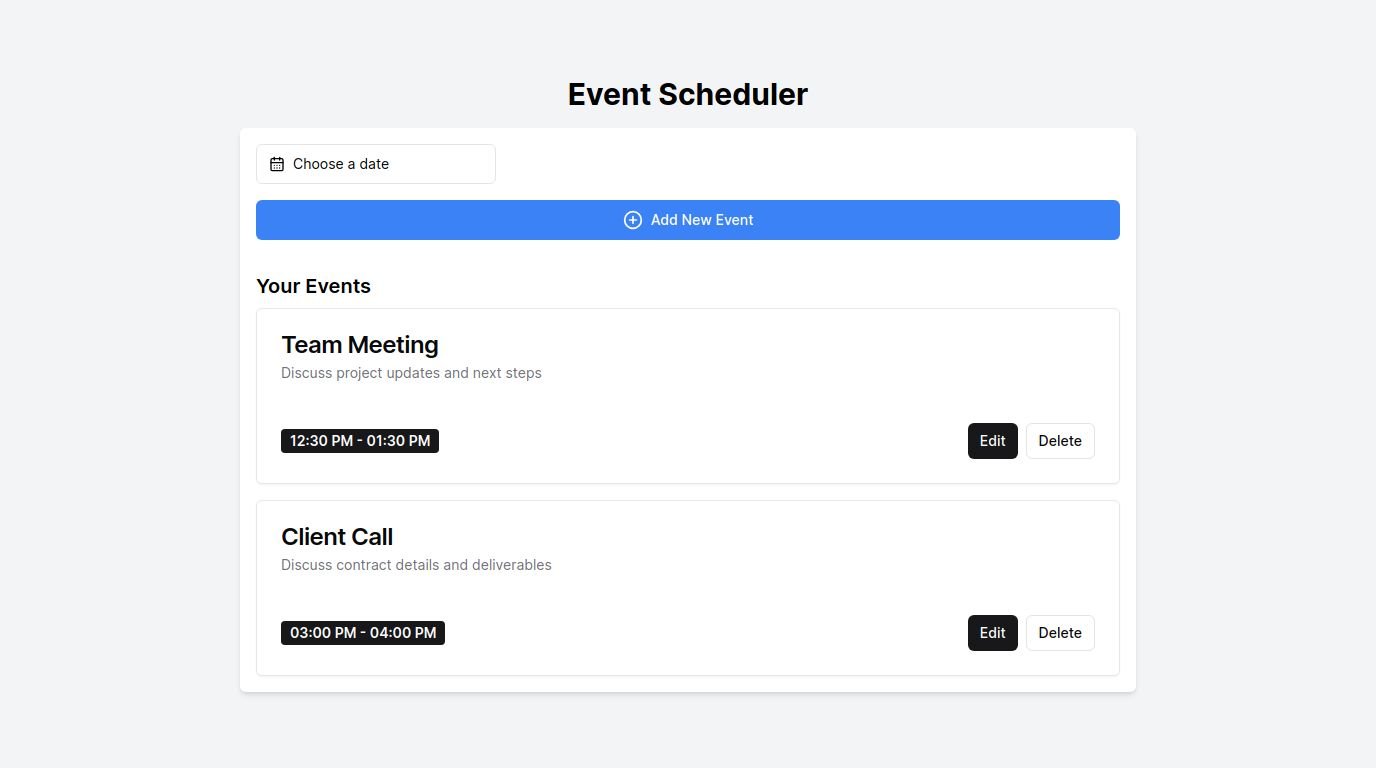 Event Scheduler
Choose a date
Add New Event
Your Events
Team Meeting
Discuss project updates and next steps
12:30 PM - 01:30 PM
Edit
Delete
Client Call
Discuss contract details and deliverables
03:00 PM - 04:00 PM
Edit
Delete